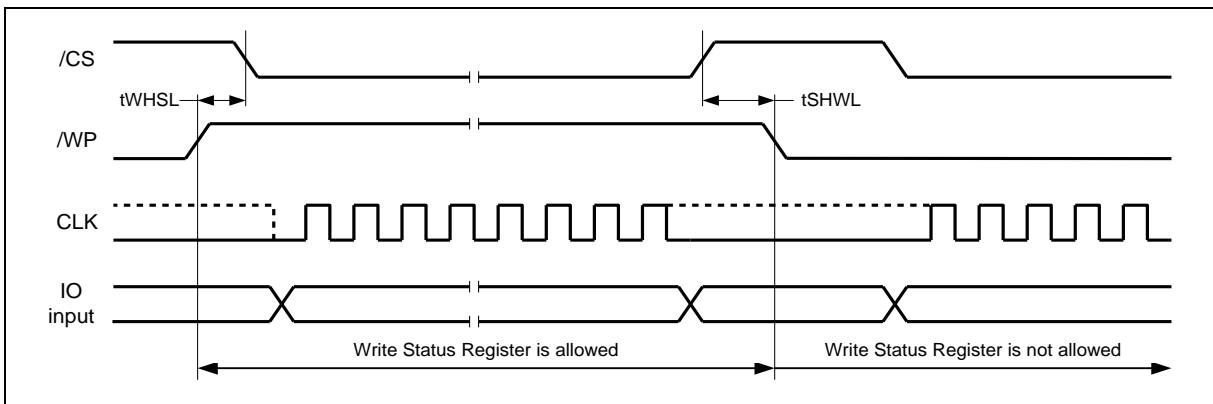 /CS
tWHSL
tSHWL
/WP
CLK
IO
input
Write Status Register is allowed
Write Status Register is not allowed